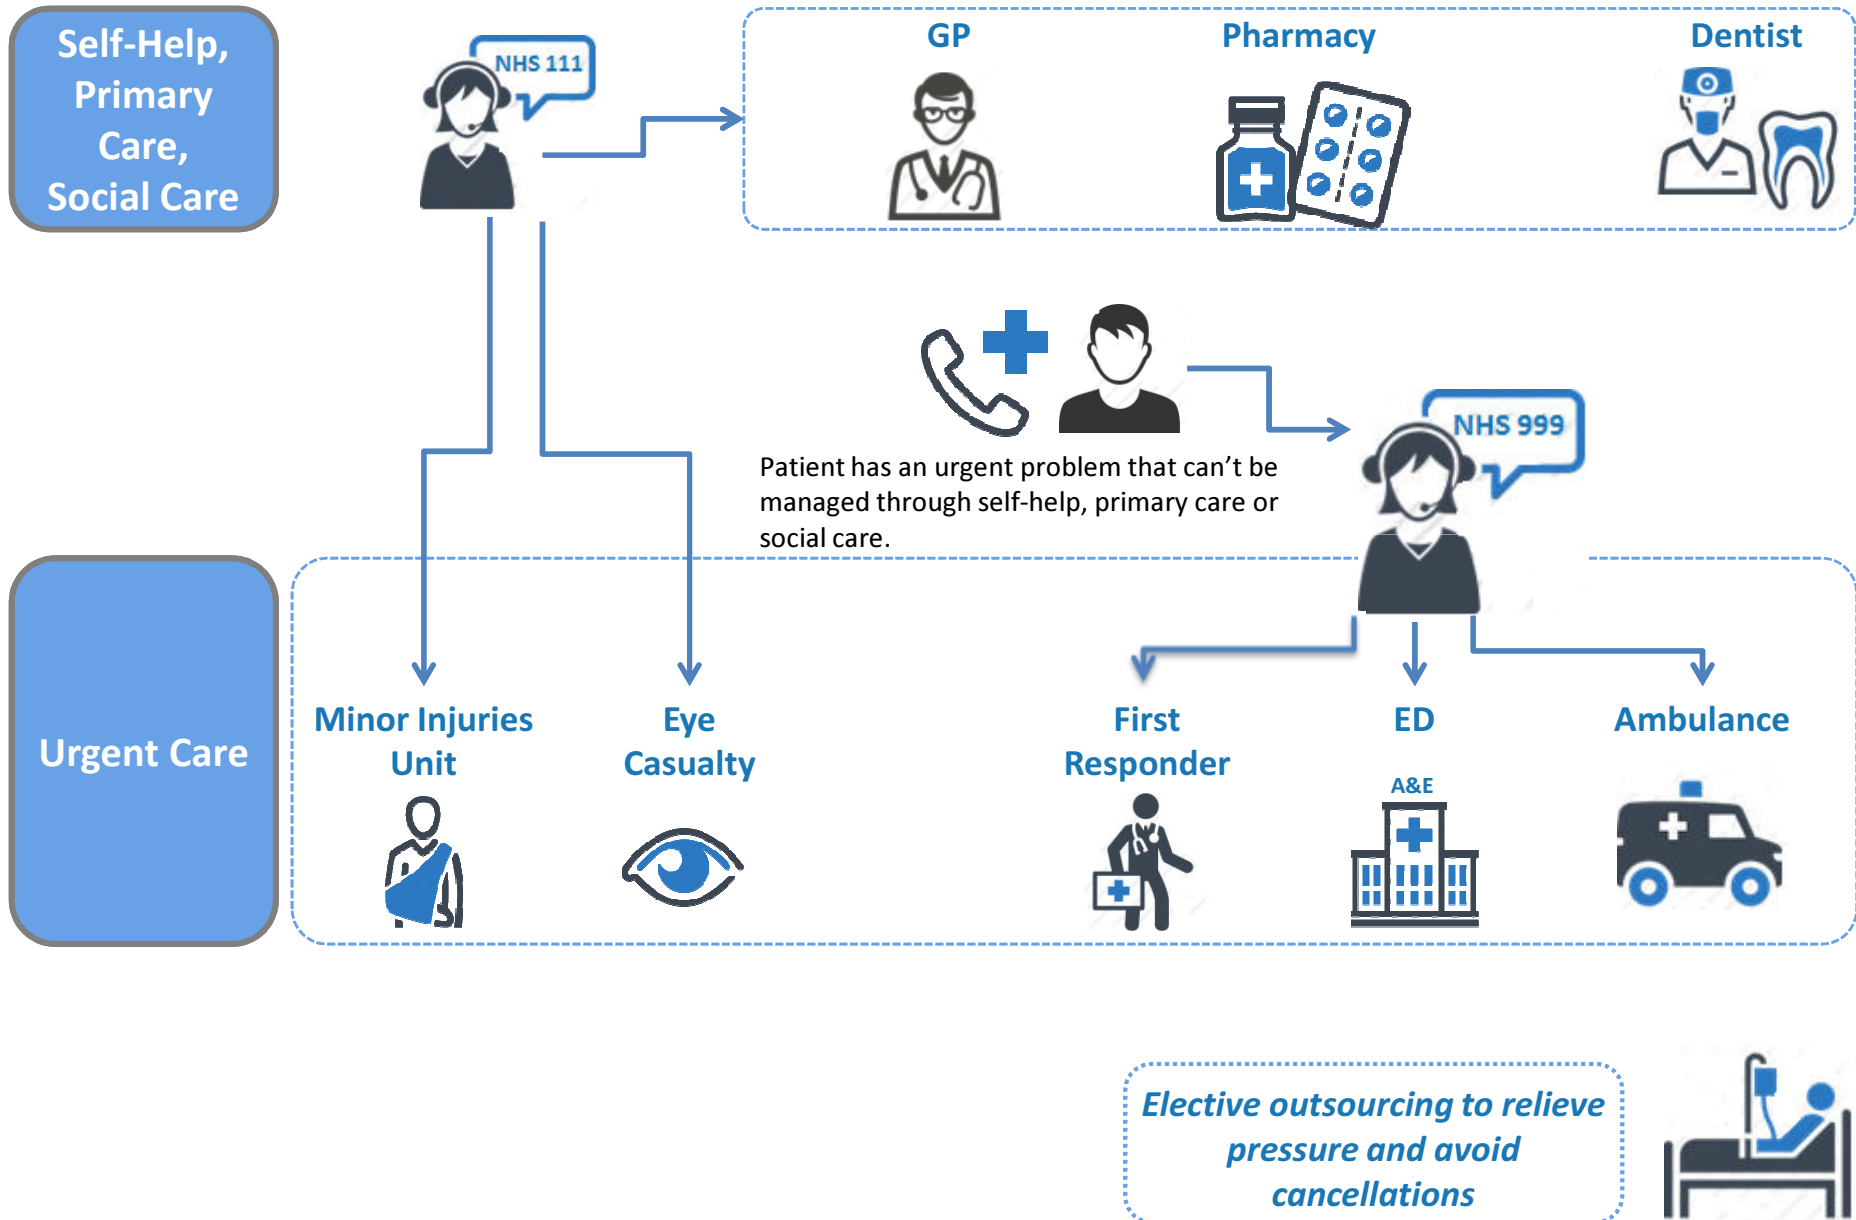 Self-Help,
Primary
Care,
Social Care
NHS 111
GP
Pharmacy
Dentist
NHS 999
Patient has an urgent problem that can't be
managed through self-help, primary care or
social care.
Urgent Care
Minor Injuries
Unit
Eye
Casualty
First
Responder
ED
A&E
Ambulance
Elective outsourcing to relieve
pressure and avoid
cancellations